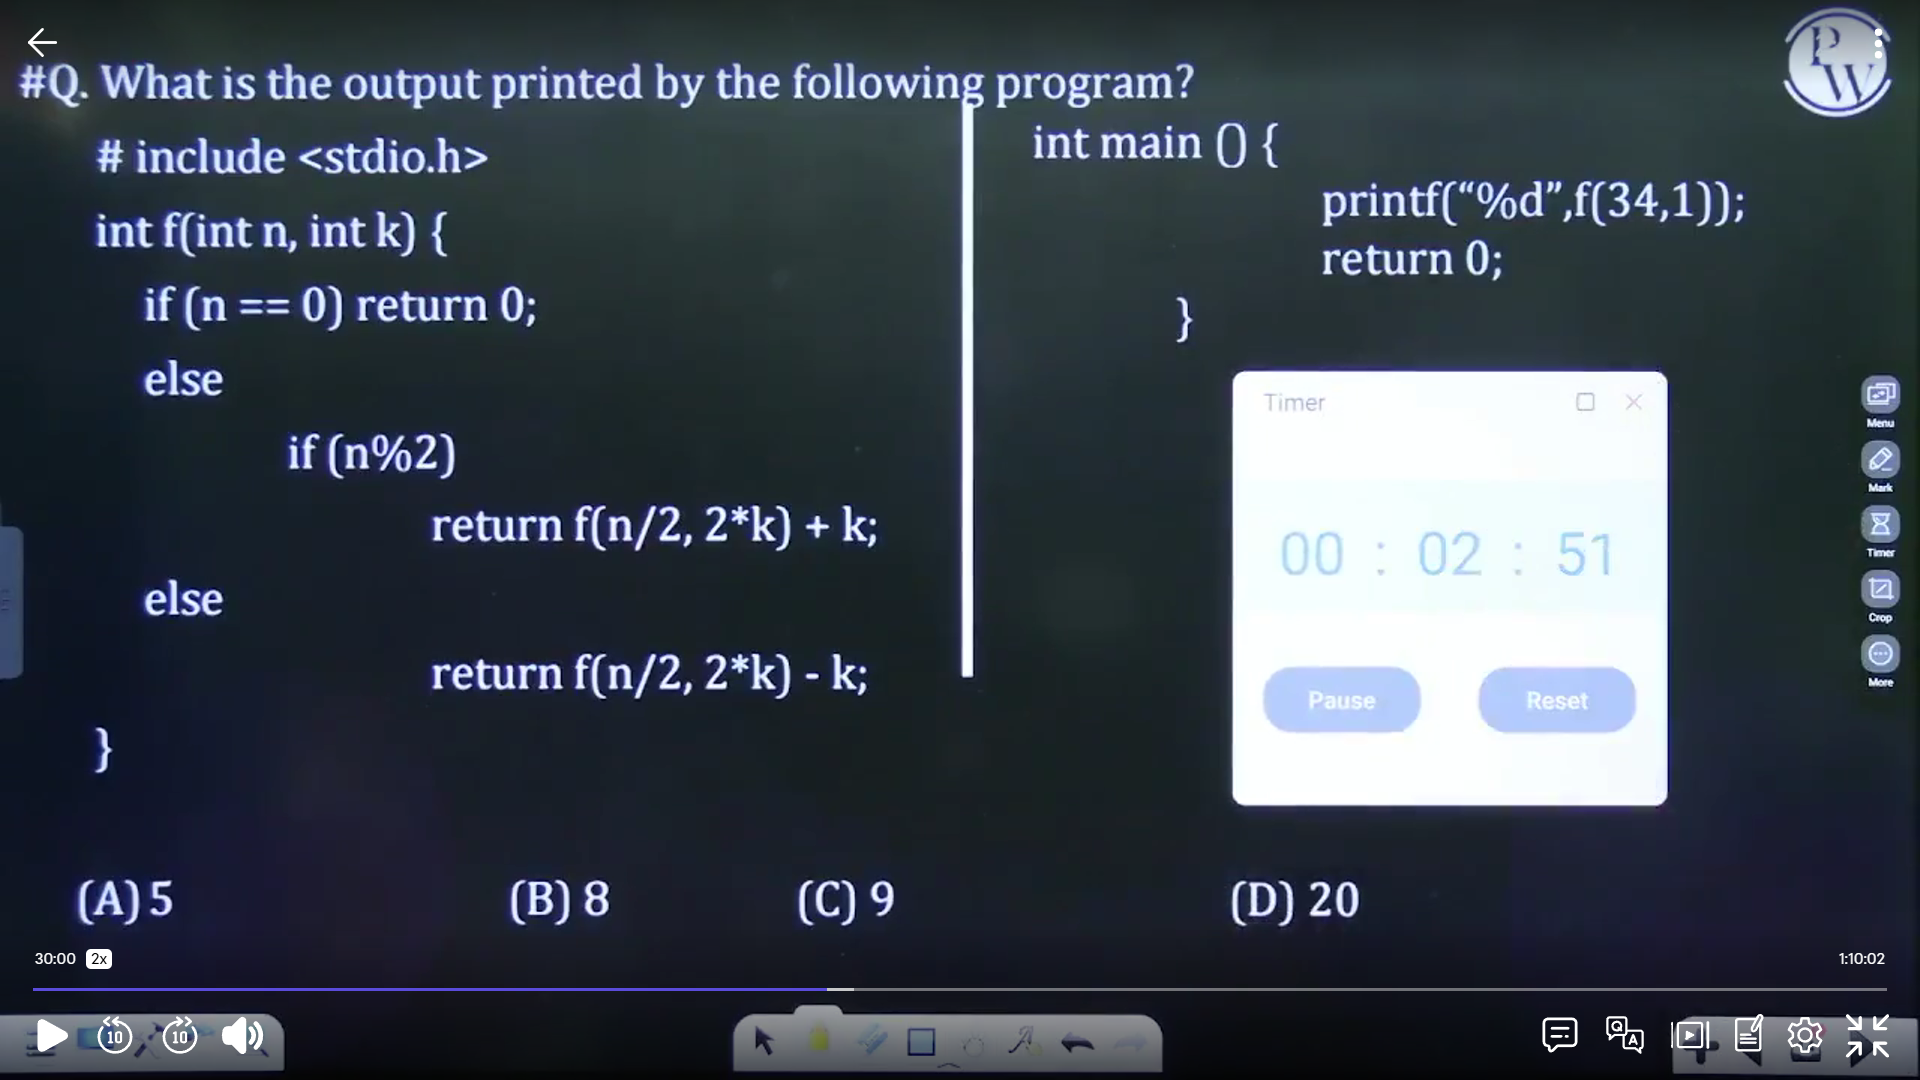 #Q. What is the output printed by the following program?
# include <stdio.h>
int f(int n, int k) {
if (n == 0) return 0;
else
if (n%2)
return f(n/2, 2*k) + k;
else
return f(n/2, 2*k) - k;
}
int main () {
printf(“%d”,f(34,1));
return 0;
}
Timer
00 : 02 : 51
Pause Reset
(A) 5 (B) 8 (C) 9 (D) 20
PW
Menu
Mark
Timer
Crop
More
30:00 2x 1:10:02
10 10
Q A